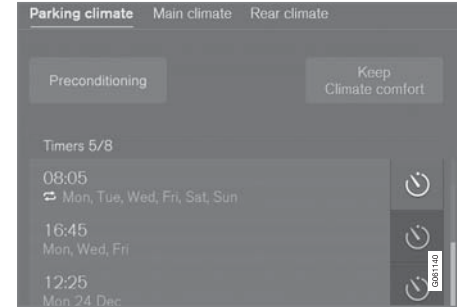 Parking climate Main climate Rear climate
Preconditioning
Keep
Climate comfort
Timers 5/8
08:05
Mon, Tue, Wed, Fri, Sat, Sun
16:45
Mon, Wed, Fri
12:25
Mon 24 Dec
G061140